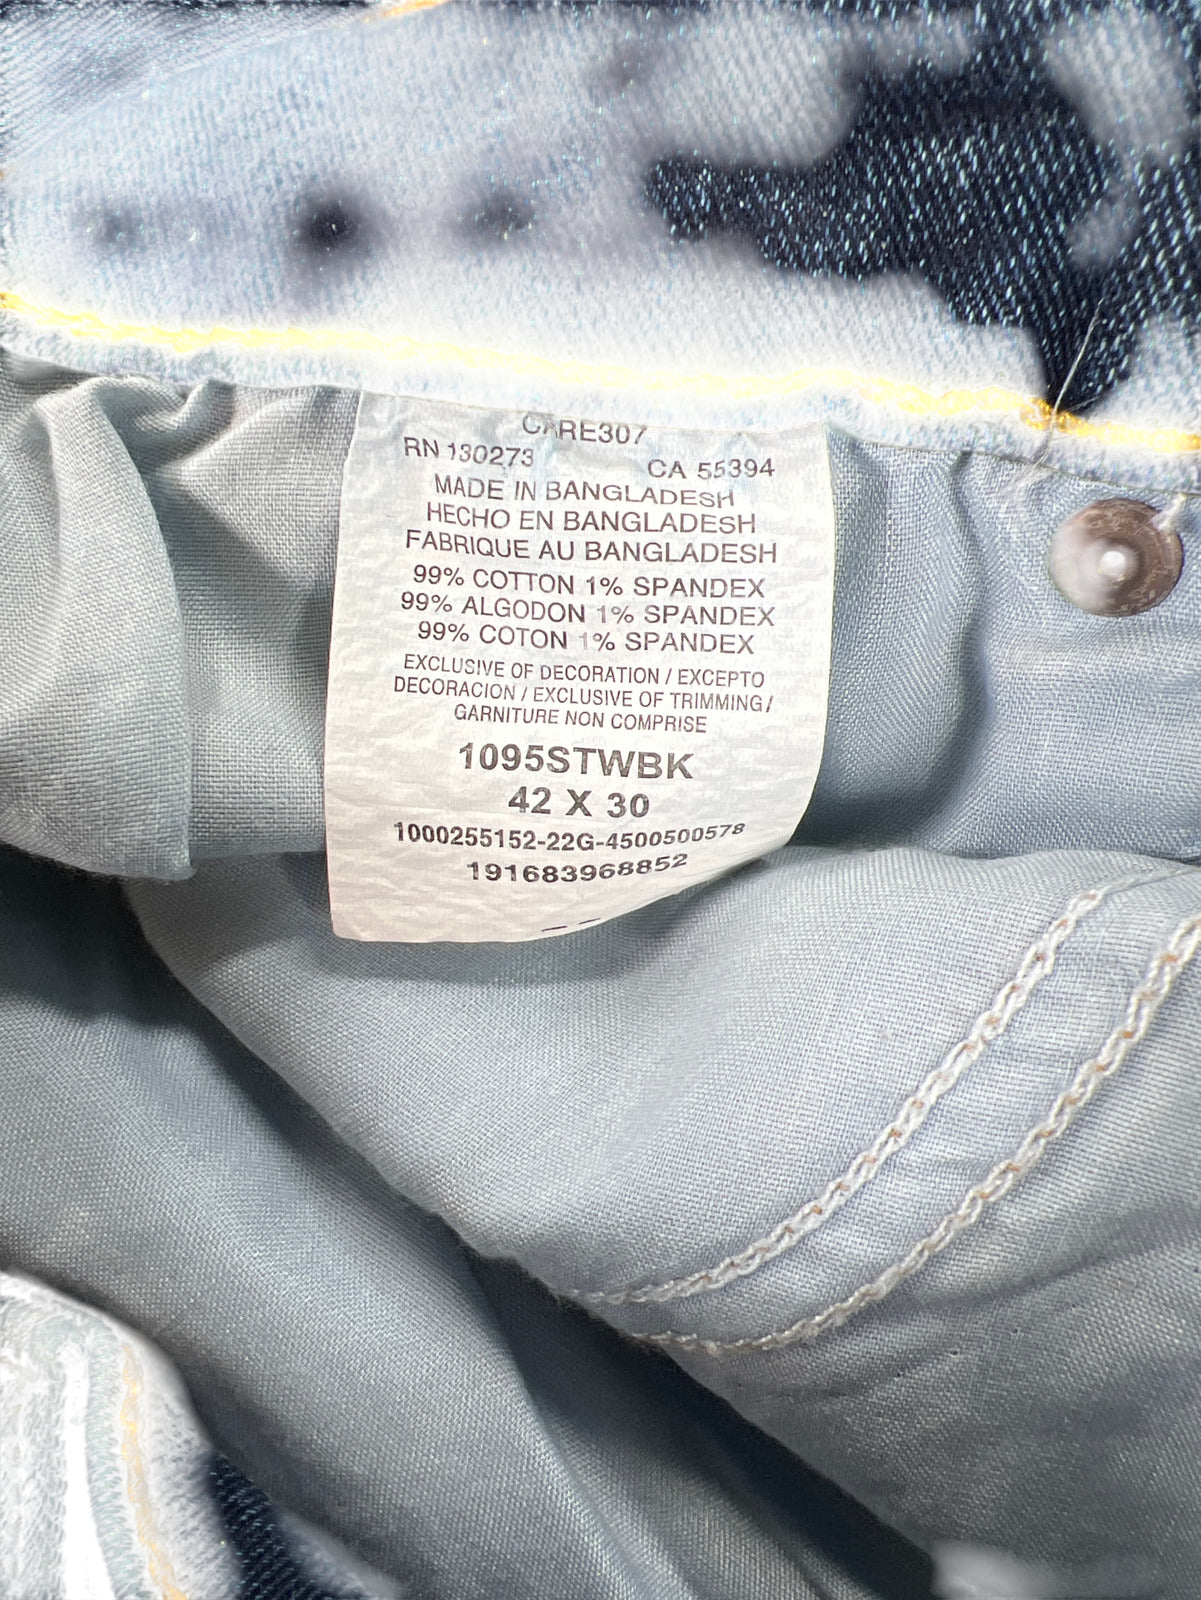 CARE307
RN 130273 CA 55394
MADE IN BANGLADESH
HECHO EN BANGLADESH
FABRIQUE AU BANGLADESH
99% COTTON 1% SPANDEX
99% ALGODON 1% SPANDEX
99% COTON 1% SPANDEX
EXCLUSIVE OF DECORATION / EXCEPTO
DECORACION / EXCLUSIVE OF TRIMMING /
GARNITURE NON COMPRISE
1095STWBK
42 X 30
1000255152-22G-4500500578
191683968852